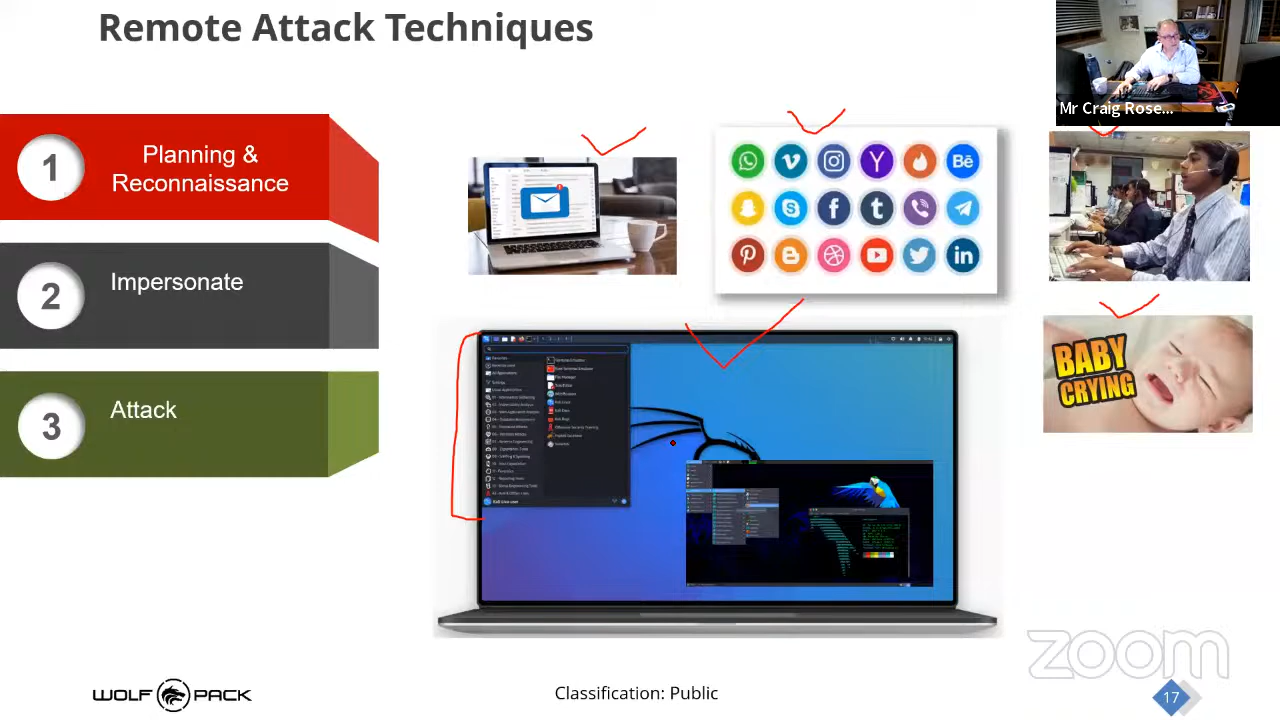 Remote Attack Techniques
Mr Craig Rose...
1
Planning &
Reconnaissance
2
Impersonate
3
Attack
BABY
CRYING
WOLF PACK
Classification: Public
zoom
17